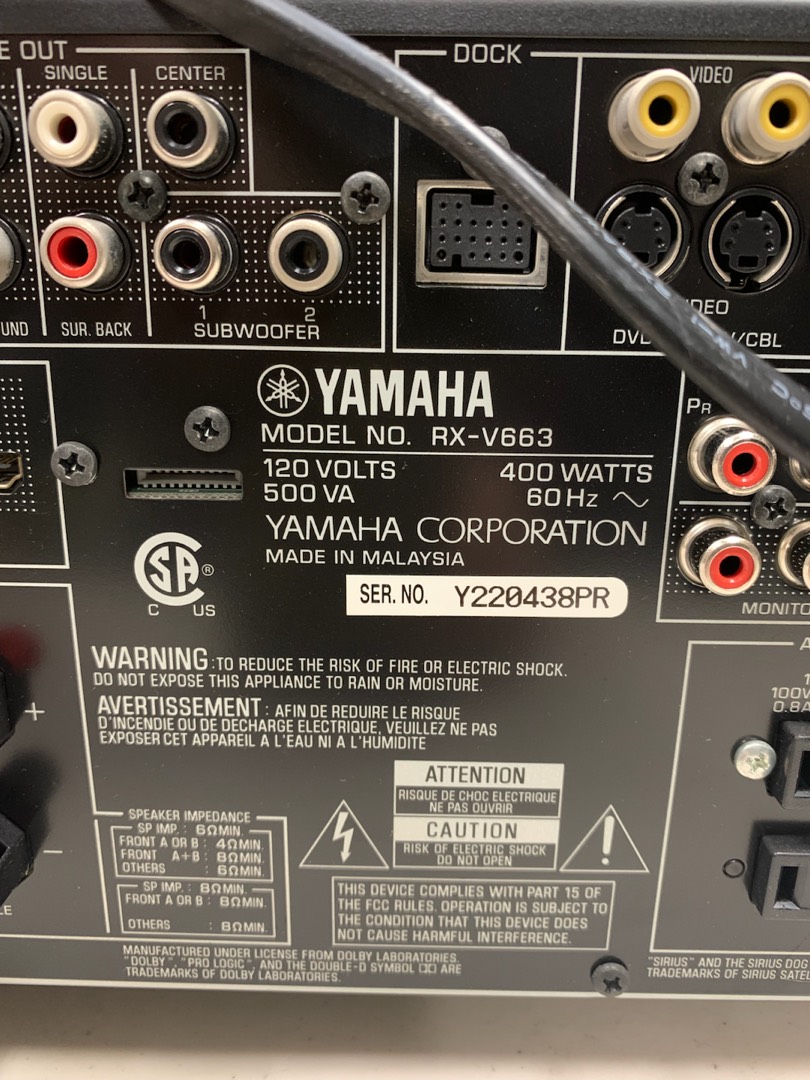 E OUT
SINGLE
CENTER
DOCK
VIDEO
UND
SUR. BACK
1
2
SUBWOOFER
DVD
/CBL
YAMAHA
MODEL NO. RX-V663
PR
120 VOLTS 400 WATTS
500 VA 60Hz
YAMAHA CORPORATION
MADE IN MALAYSIA
SA ®
C US
SER. NO. Y220438PR
MONITO
WARNING : TO REDUCE THE RISK OF FIRE OR ELECTRIC SHOCK.
DO NOT EXPOSE THIS APPLIANCE TO RAIN OR MOISTURE.
AVERTISSEMENT : AFIN DE REDUIRE LE RISQUE
D'INCENDIE OU DE DECHARGE ELECTRIQUE, VEUILLEZ NE PAS
EXPOSER CET APPAREIL A L'EAU NI A L'HUMIDITE
100V
0.8A
+
ATTENTION
RISQUE DE CHOC ELECTRIQUE
NE PAS OUVRIR
CAUTION
RISK OF ELECTRIC SHOCK
DO NOT OPEN
!
SPEAKER IMPEDANCE
SP IMP. : 6ΩMIN.
FRONT A OR B : 4ΩMIN.
FRONT A+B : 8ΩMIN.
OTHERS : 6ΩMIN.
SP IMP. : 8ΩMIN.
FRONT A OR B : 8ΩMIN.
OTHERS : 8ΩMIN.
−
LE
THIS DEVICE COMPLIES WITH PART 15 OF
THE FCC RULES. OPERATION IS SUBJECT TO
THE CONDITION THAT THIS DEVICE DOES
NOT CAUSE HARMFUL INTERFERENCE.
MANUFACTURED UNDER LICENSE FROM DOLBY LABORATORIES.
"DOLBY", "PRO LOGIC", AND THE DOUBLE-D SYMBOL ARE
TRADEMARKS OF DOLBY LABORATORIES.
"SIRIUS" AND THE SIRIUS DOG
TRADEMARKS OF SIRIUS SATEL